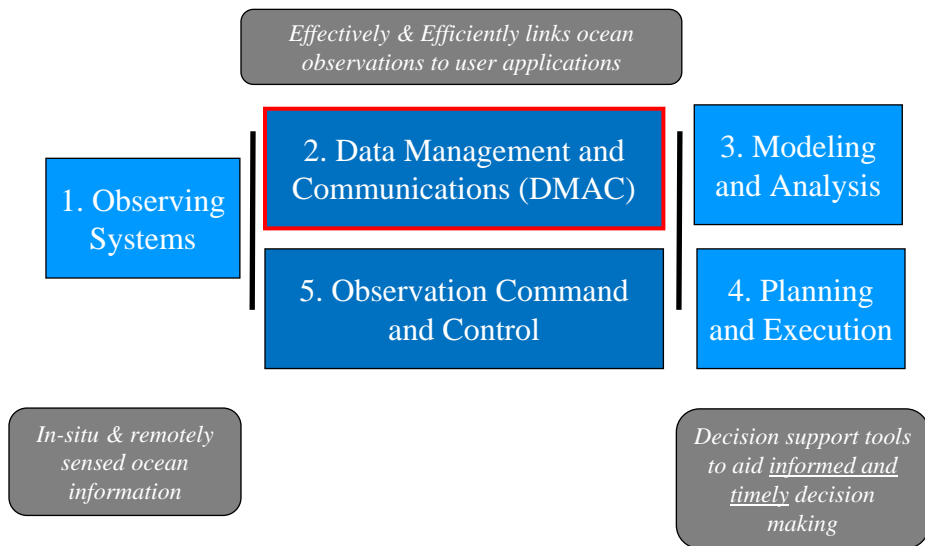 Effectively & Efficiently links ocean
observations to user applications
2. Data Management and
Communications (DMAC)
3. Modeling
and Analysis
1. Observing
Systems
5. Observation Command
and Control
4. Planning
and Execution
In-situ & remotely
sensed ocean
information
Decision support tools
to aid informed and
timely decision
making